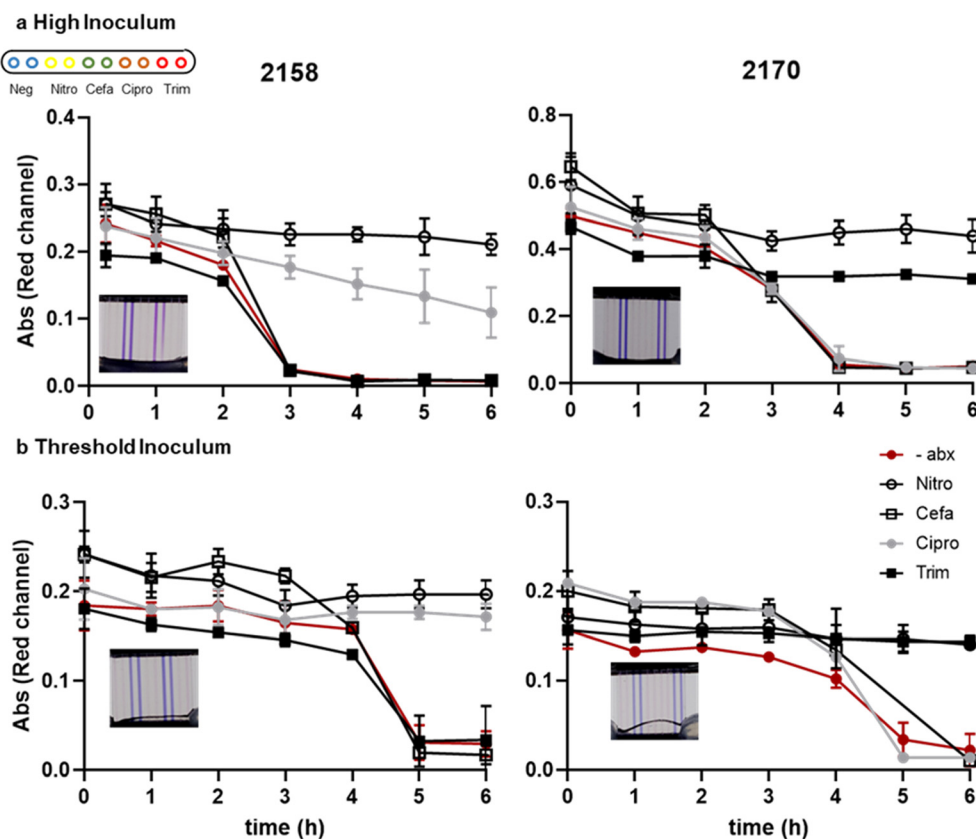 a High Inoculum
Neg Nitro Cefa Cipro Trim
2158
2170
Abs (Red channel)
0.4
0.3
0.2
0.1
0.0
0 1 2 3 4 5 6
0.8
0.6
0.4
0.2
0.0
0 1 2 3 4 5 6
b Threshold Inoculum
Abs (Red channel)
0.3
0.2
0.1
0.0
0 1 2 3 4 5 6
time (h)
0.3
0.2
0.1
0.0
0 1 2 3 4 5 6
time (h)
- abx
Nitro
Cefa
Cipro
Trim